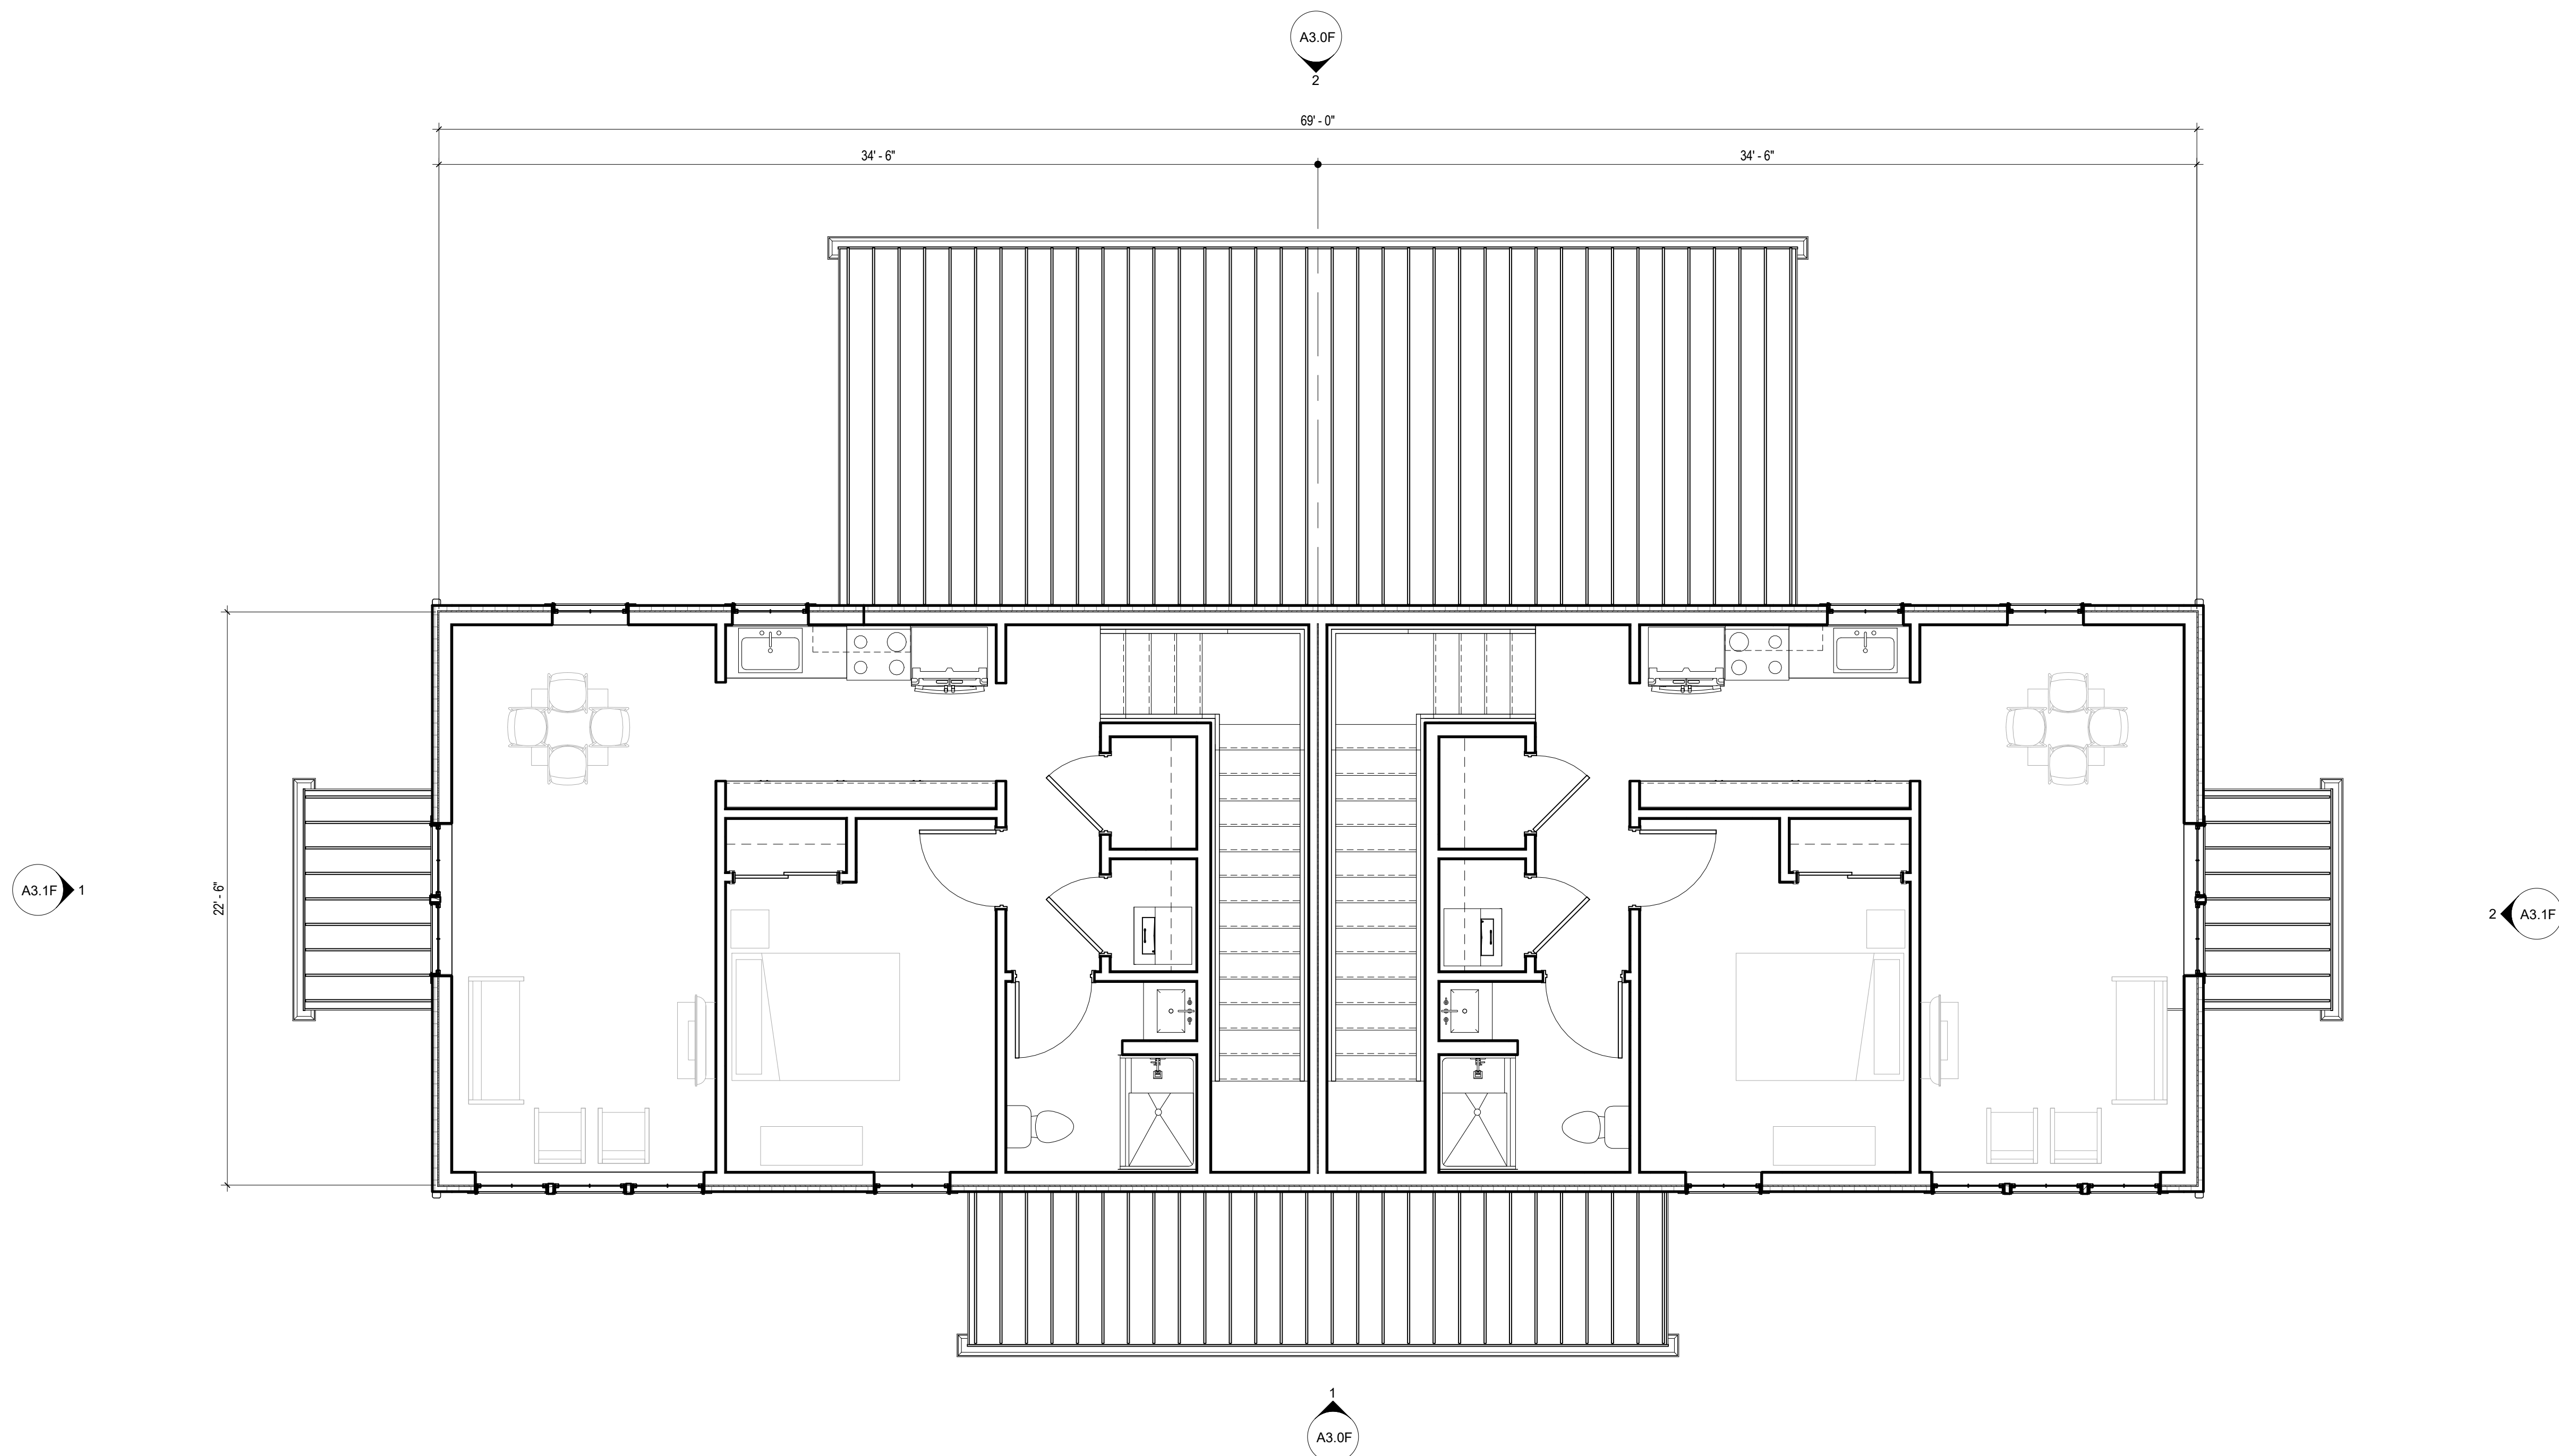 A3.0F
2
69' - 0"
34' - 6"
34' - 6"
22' - 6"
A3.1F
1
2
A3.1F
1
A3.0F